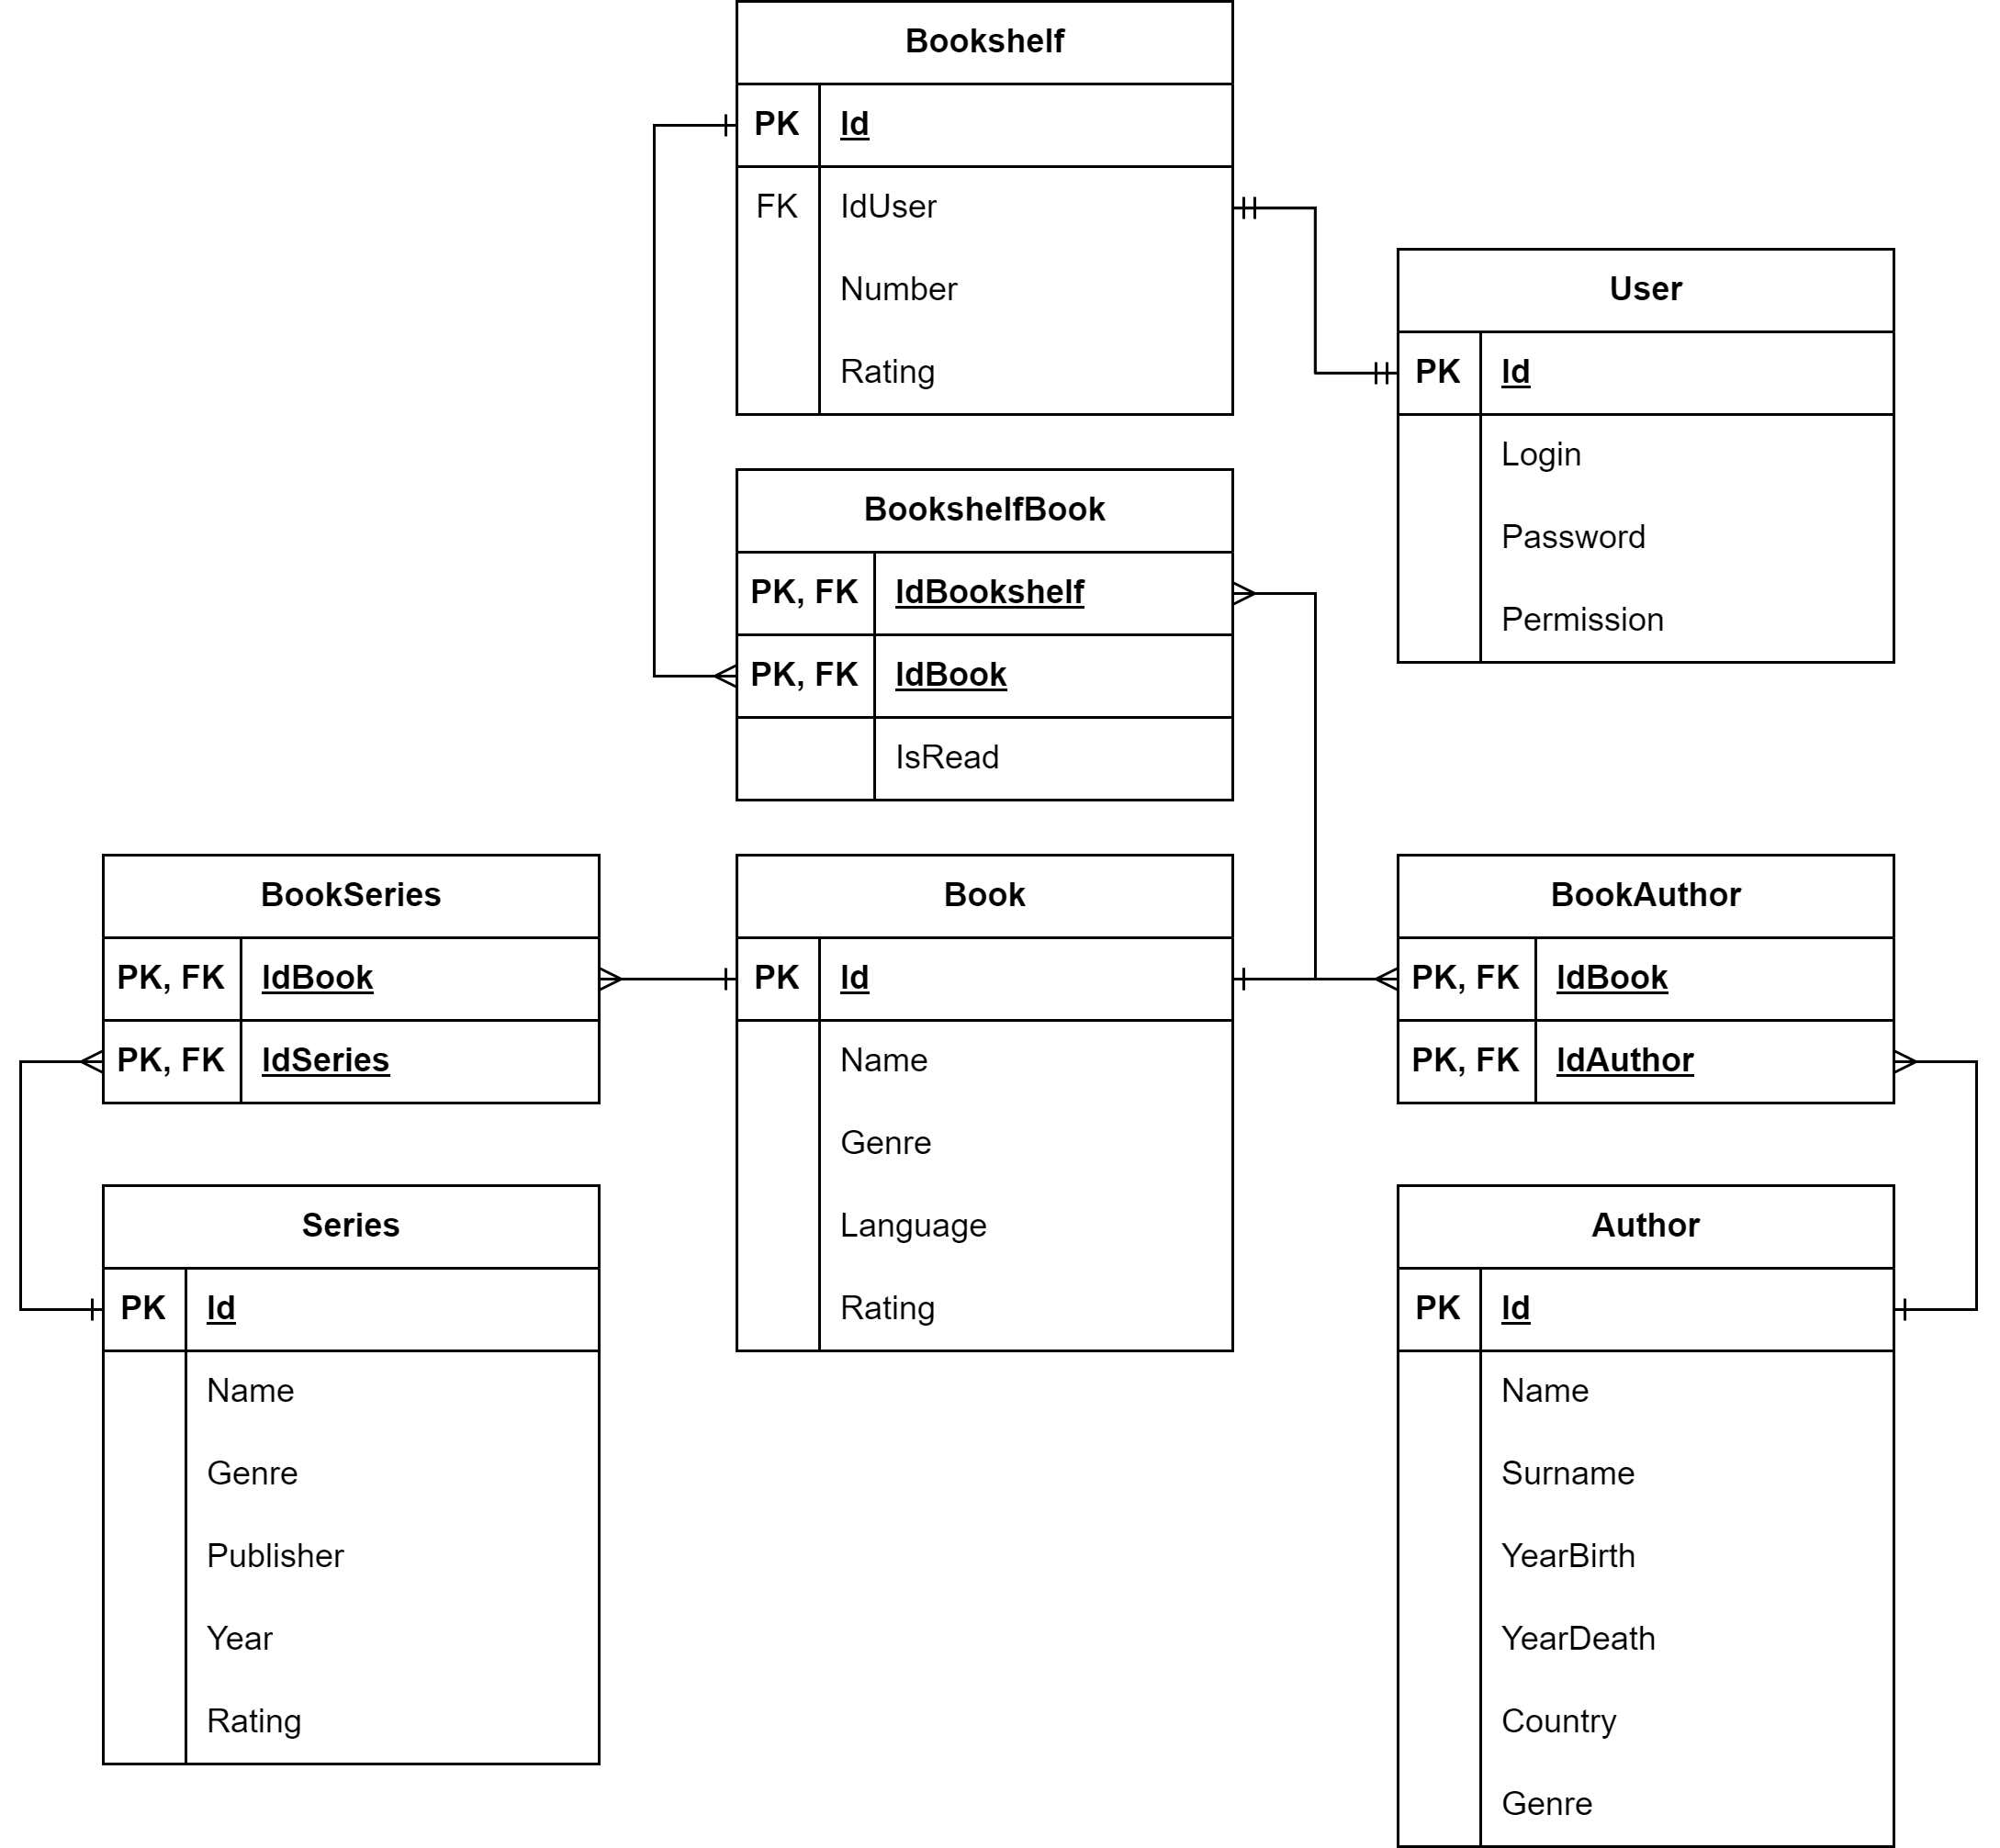 Bookshelf
PK Id
FK IdUser
Number
Rating
User
PK Id
Login
Password
Permission
BookshelfBook
PK, FK IdBookshelf
PK, FK IdBook
IsRead
BookSeries
PK, FK IdBook
PK, FK IdSeries
Book
PK Id
Name
Genre
Language
Rating
BookAuthor
PK, FK IdBook
PK, FK IdAuthor
Series
PK Id
Name
Genre
Publisher
Year
Rating
Author
PK Id
Name
Surname
YearBirth
YearDeath
Country
Genre